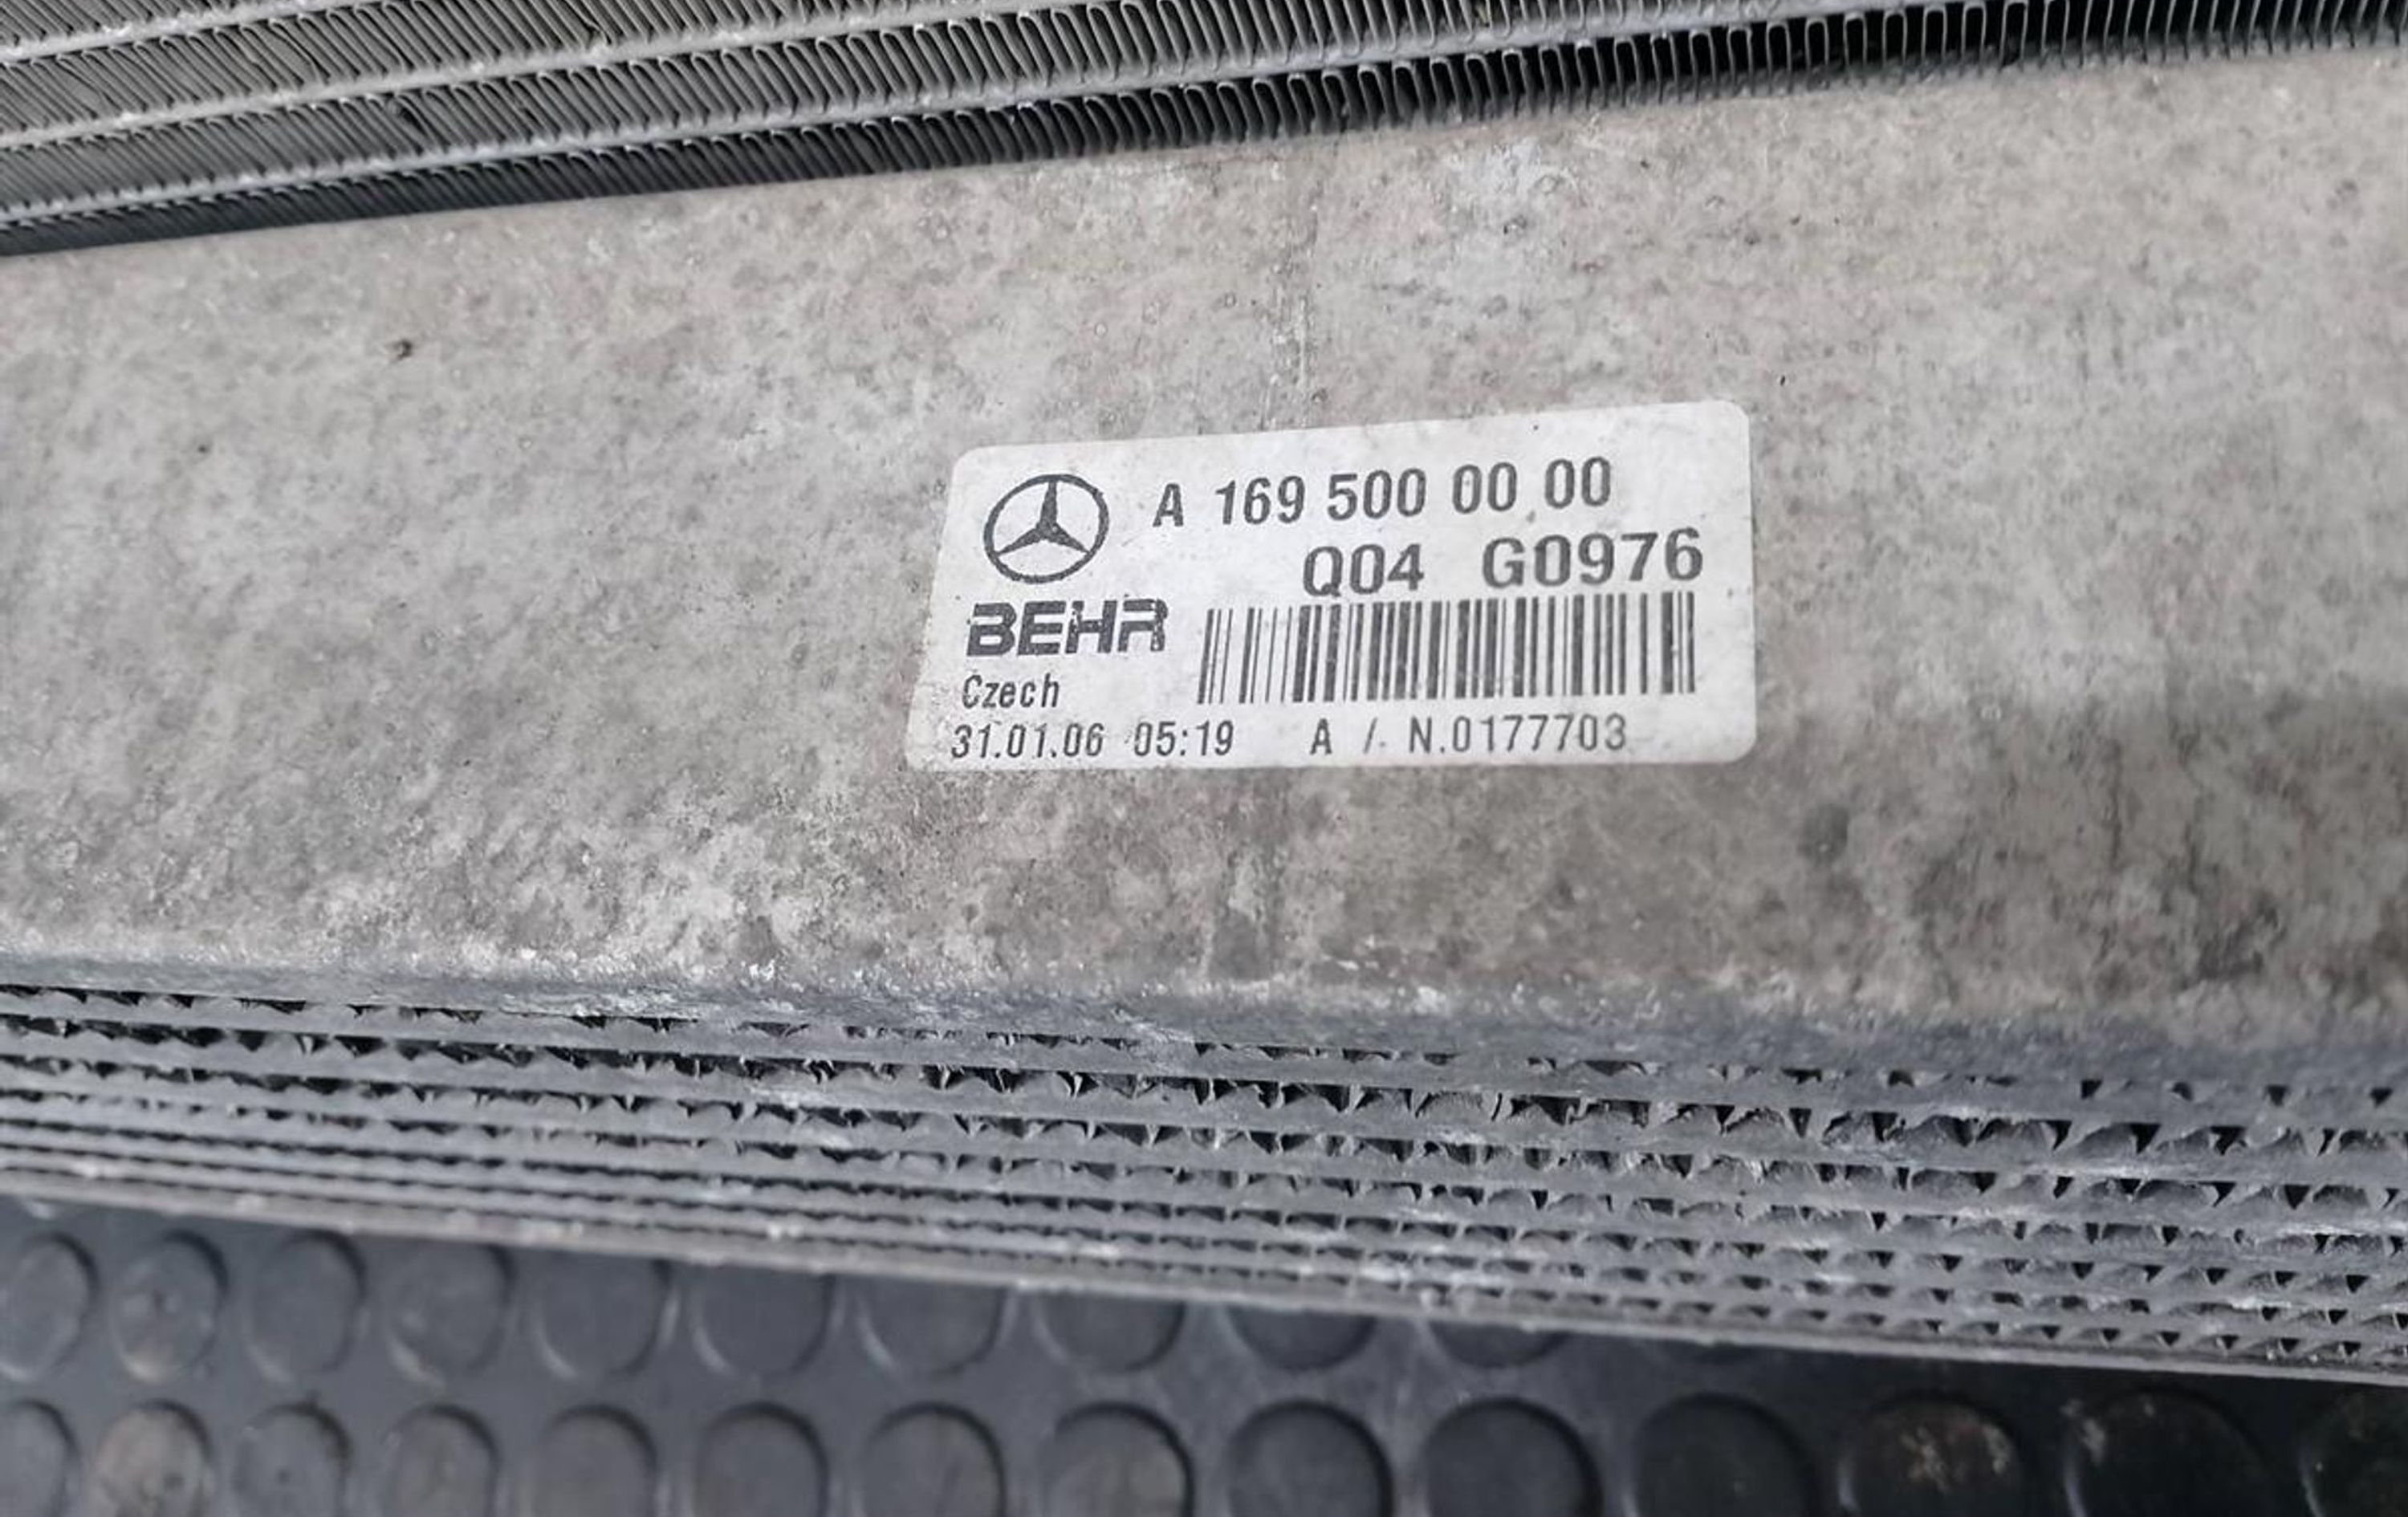 A 169 500 00 00
Q04 G0976
BEHR
Czech
31.01.06 05:19 A /. N.0177703